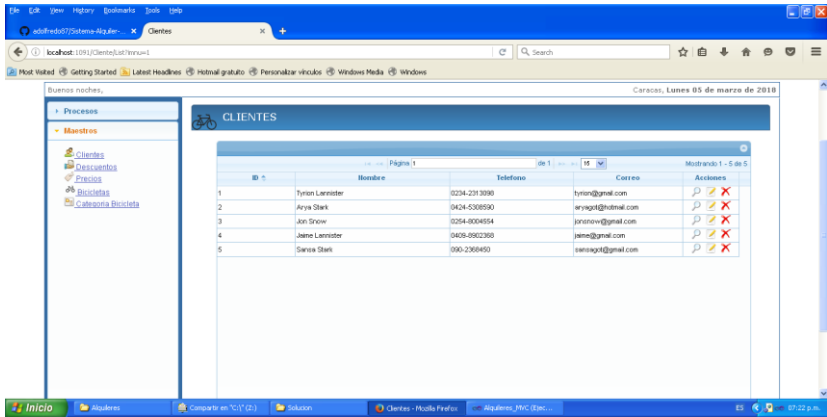 File Edit View History Bookmarks Tools Help
adolfredo87/Sistema-Alquiler-... Clientes
localhost:1091/Cliente/List?mnu=1 Search
Most Visited Getting Started Latest Headlines Hotmail gratuito Personalizar vínculos Windows Media Windows
Buenos noches, Caracas, Lunes 05 de marzo de 2018
Procesos
Maestros
Clientes
Descuentos
Precios
Bicicletas
Categoria Bicicleta
CLIENTES
Página 1 de 1 15 Mostrando 1 - 5 de 5
ID Nombre Telefono Correo Acciones
1 Tyrion Lannister 0234-2313098 tyrion@gmail.com
2 Arya Stark 0424-5308590 aryagot@hotmail.com
3 Jon Snow 0254-8004554 jonsnow@gmail.com
4 Jaime Lannister 0409-8902368 jaime@gmail.com
5 Sansa Stark 090-2368450 sansagot@gmail.com
Inicio Alquileres Compartir en "C:\" (Z:) Solucion Clientes - Mozilla Firefox Alquileres_MVC (Ejec... ES 07:22 p.m.